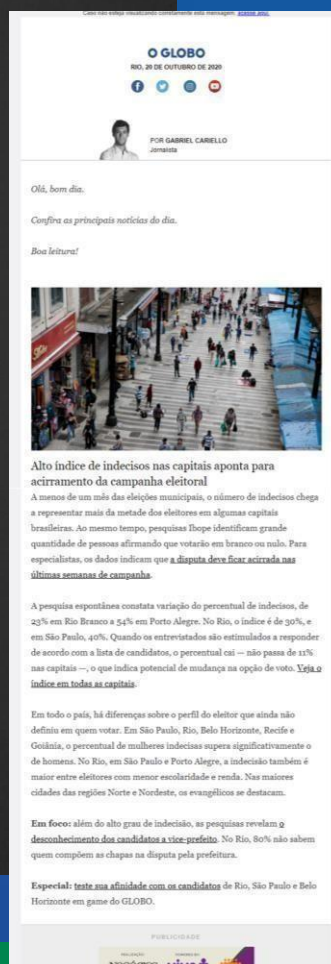 Caso não esteja visualizando corretamente esta mensagem, acesse aqui.
O GLOBO
RIO, 20 DE OUTUBRO DE 2020
POR GABRIEL CARIELLO
Jornalista
Olá, bom dia.
Confira as principais notícias do dia.
Boa leitura!
Alto índice de indecisos nas capitais aponta para
acirramento da campanha eleitoral
A menos de um mês das eleições municipais, o número de indecisos chega
a representar mais da metade dos eleitores em algumas capitais
brasileiras. Ao mesmo tempo, pesquisas Ibope identificam grande
quantidade de pessoas afirmando que votarão em branco ou nulo. Para
especialistas, os dados indicam que a disputa deve ficar acirrada nas
últimas semanas de campanha.
A pesquisa espontânea constata variação do percentual de indecisos, de
23% em Rio Branco a 54% em Porto Alegre. No Rio, o índice é de 30%, e
em São Paulo, 40%. Quando os entrevistados são estimulados a responder
de acordo com a lista de candidatos, o percentual cai — não passa de 11%
nas capitais —, o que indica potencial de mudança na opção de voto. Veja o
índice em todas as capitais.
Em todo o país, há diferenças sobre o perfil do eleitor que ainda não
definiu em quem votar. Em São Paulo, Rio, Belo Horizonte, Recife e
Goiânia, o percentual de mulheres indecisas supera significativamente o
de homens. No Rio, em São Paulo e Porto Alegre, a indecisão também é
maior entre eleitores com menor escolaridade e renda. Nas maiores
cidades das regiões Norte e Nordeste, os evangélicos se destacam.
Em foco: além do alto grau de indecisão, as pesquisas revelam o
desconhecimento dos candidatos a vice-prefeito. No Rio, 80% não sabem
quem compõem as chapas na disputa pela prefeitura.
Especial: teste sua afinidade com os candidatos de Rio, São Paulo e Belo
Horizonte em game do GLOBO.
PUBLICIDADE